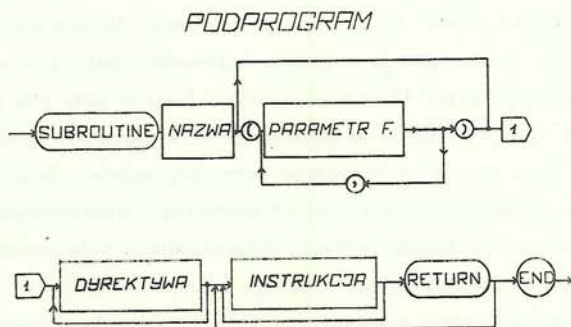 PODPROGRAM
SUBROUTINE NAZWA ( PARAMETR F. ) 1
,
1 DYREKTYWA INSTRUKCJA RETURN END